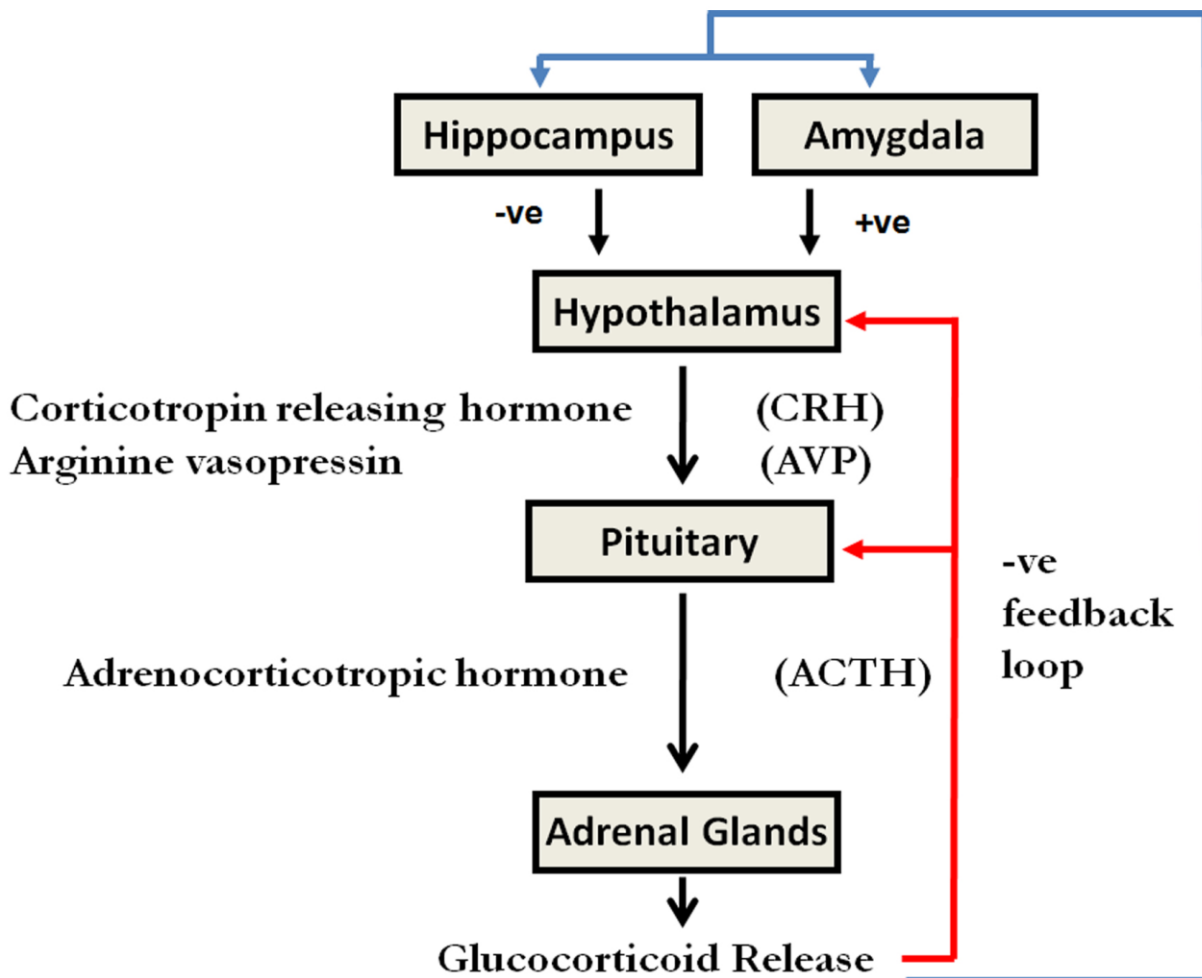 Hippocampus
Amygdala
-ve
+ve
Hypothalamus
Corticotropin releasing hormone (CRH)
Arginine vasopressin (AVP)
Pituitary
-ve
feedback
loop
Adrenocorticotropic hormone (ACTH)
Adrenal Glands
Glucocorticoid Release